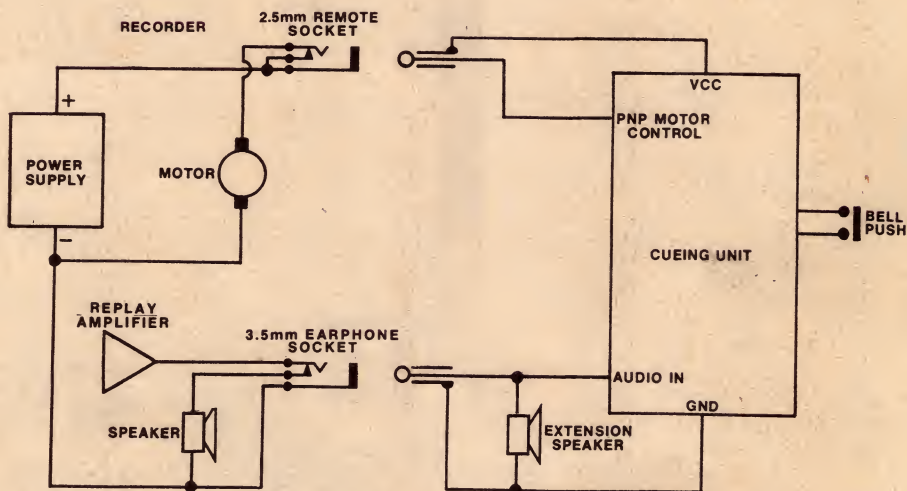 RECORDER
2.5mm REMOTE
SOCKET
+
POWER
SUPPLY
−
MOTOR
VCC
PNP MOTOR
CONTROL
CUEING UNIT
BELL
PUSH
REPLAY
AMPLIFIER
3.5mm EARPHONE
SOCKET
SPEAKER
AUDIO IN
GND
EXTENSION
SPEAKER